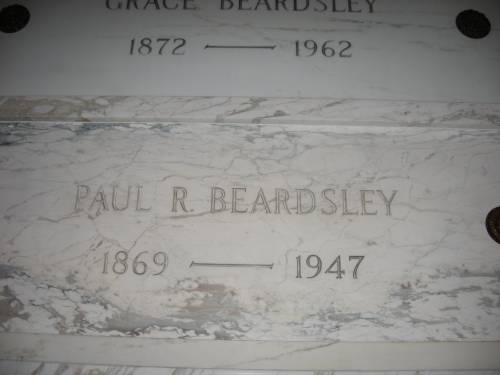 GRACE BEARDSLEY
1872 — 1962
PAUL R. BEARDSLEY
1869 — 1947